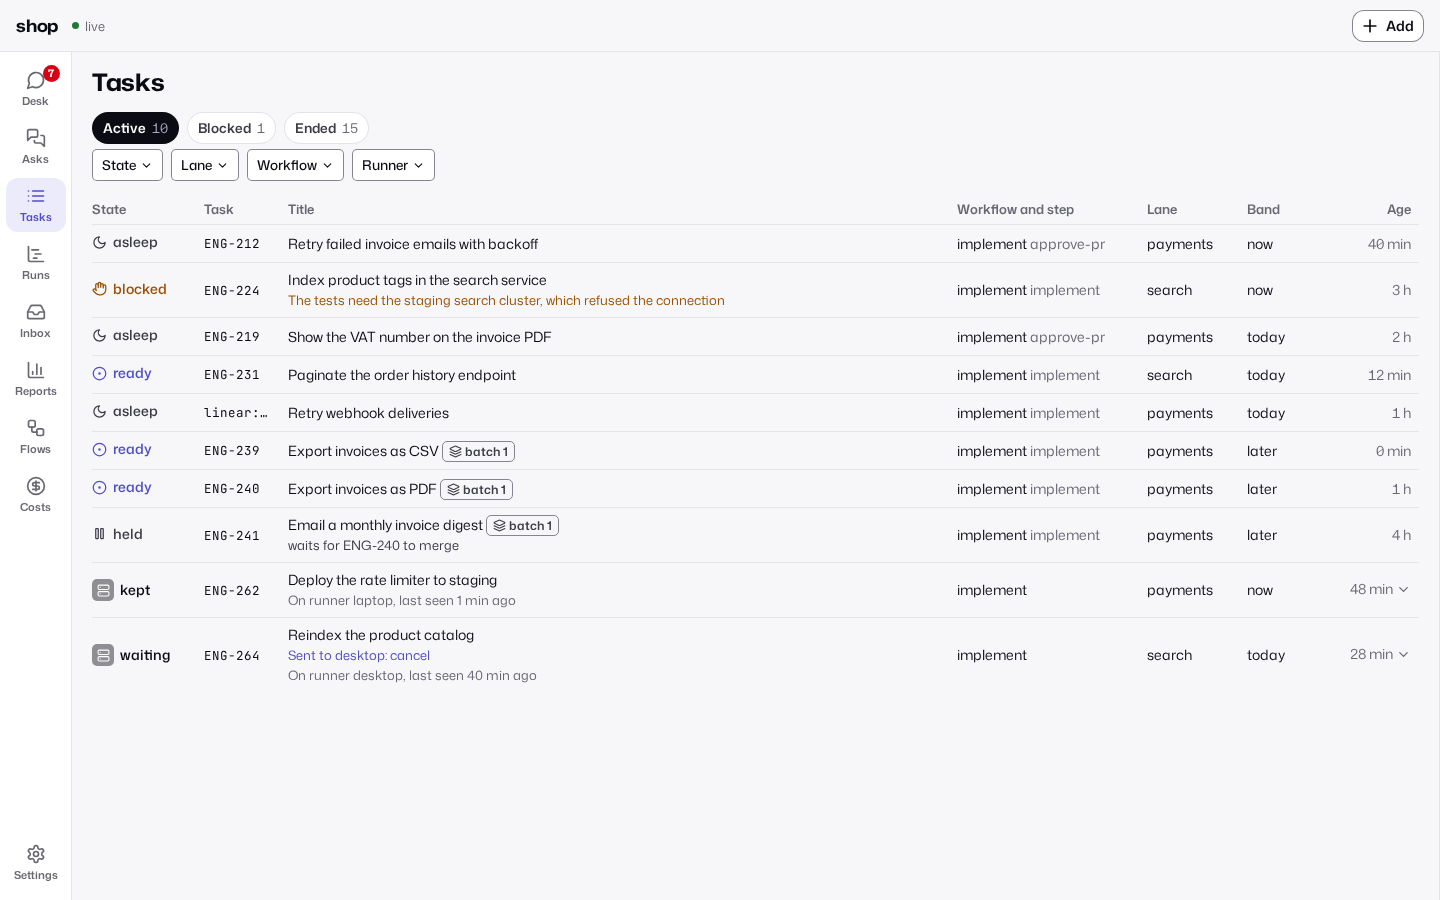 shop live Add
7
Desk
Asks
Tasks
Runs
Inbox
Reports
Flows
Costs
Settings
Tasks
Active 10 Blocked 1 Ended 15
State Lane Workflow Runner
State Task Title Workflow and step Lane Band Age
asleep ENG-212 Retry failed invoice emails with backoff implement approve-pr payments now 40 min
blocked ENG-224 Index product tags in the search service implement implement search now 3 h
The tests need the staging search cluster, which refused the connection
asleep ENG-219 Show the VAT number on the invoice PDF implement approve-pr payments today 2 h
ready ENG-231 Paginate the order history endpoint implement implement search today 12 min
asleep linear:… Retry webhook deliveries implement implement payments today 1 h
ready ENG-239 Export invoices as CSV batch 1 implement implement payments later 0 min
ready ENG-240 Export invoices as PDF batch 1 implement implement payments later 1 h
held ENG-241 Email a monthly invoice digest batch 1 implement implement payments later 4 h
waits for ENG-240 to merge
kept ENG-262 Deploy the rate limiter to staging implement payments now 48 min
On runner laptop, last seen 1 min ago
waiting ENG-264 Reindex the product catalog implement search today 28 min
Sent to desktop: cancel
On runner desktop, last seen 40 min ago